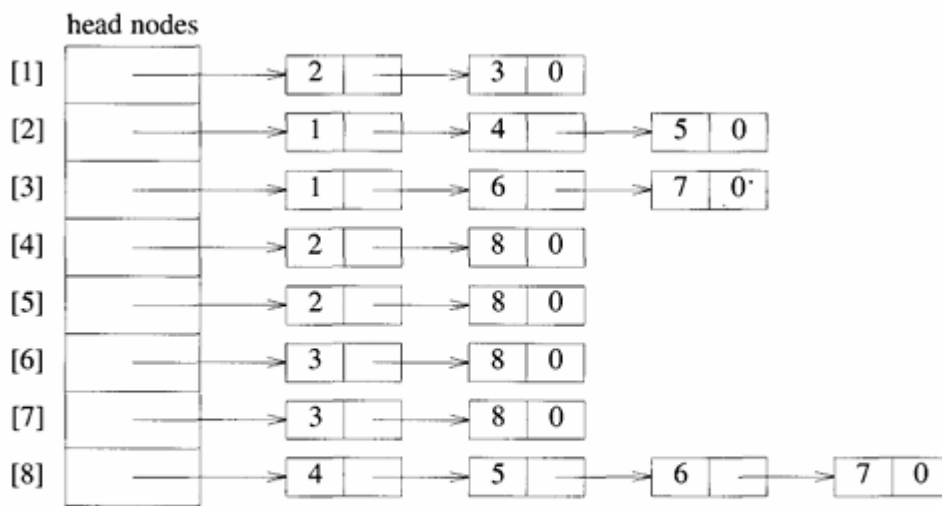 head nodes
[1] 2 3 0
[2] 1 4 5 0
[3] 1 6 7 0
[4] 2 8 0
[5] 2 8 0
[6] 3 8 0
[7] 3 8 0
[8] 4 5 6 7 0